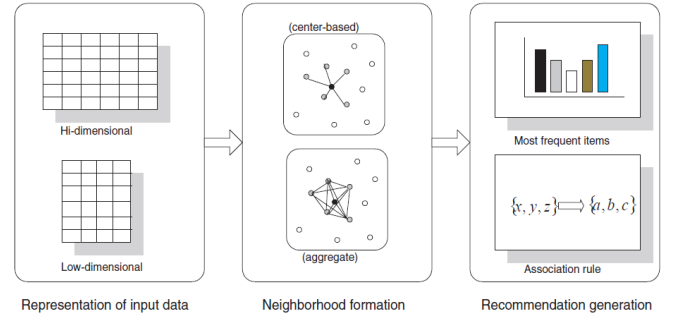 (center-based)
Hi-dimensional
Low-dimensional
(aggregate)
Most frequent items
{x, y, z} ⇒ {a, b, c}
Association rule
Representation of input data
Neighborhood formation
Recommendation generation